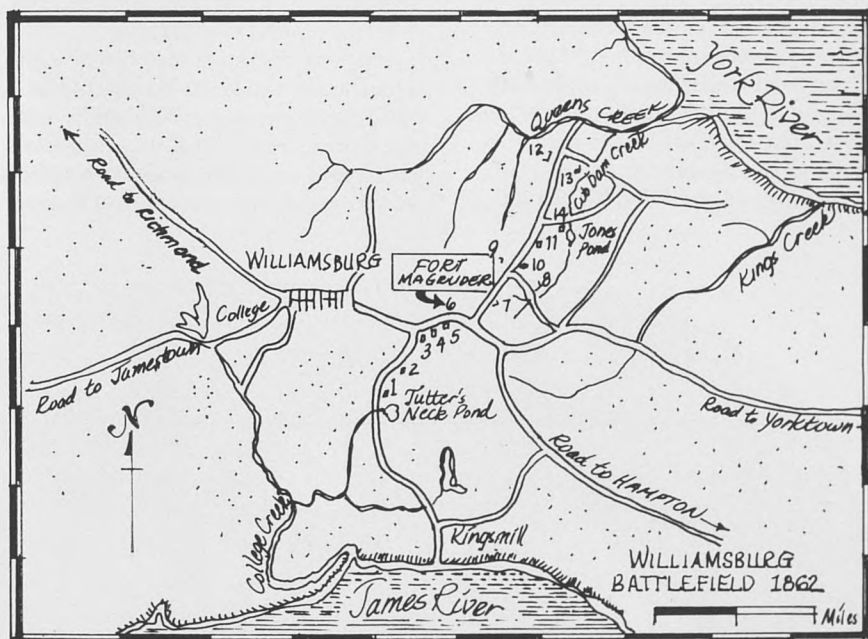 York River
QUEENS CREEK
12
13
Cub Dam Creek
14
Jones
Pond
11
10
9
8
Kings Creek
Road to Richmond
WILLIAMSBURG
FORT
MAGRUDER
6
7
College
3
4
5
2
1
Tutter's
Neck Pond
Road to Jamestown
Road to Yorktown
N
Road to HAMPTON
College Creek
Kingsmill
WILLIAMSBURG
BATTLEFIELD 1862
James River
Miles